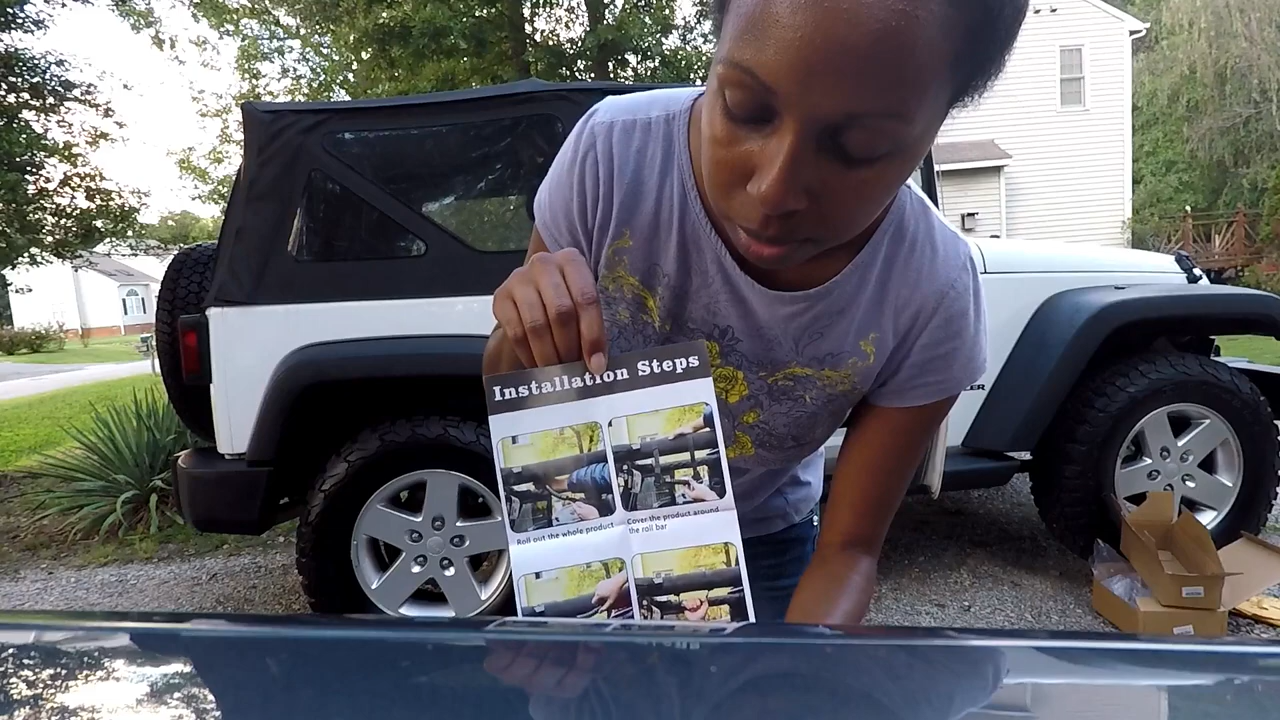 Installation Steps
Roll out the whole product
Cover the product around
the roll bar